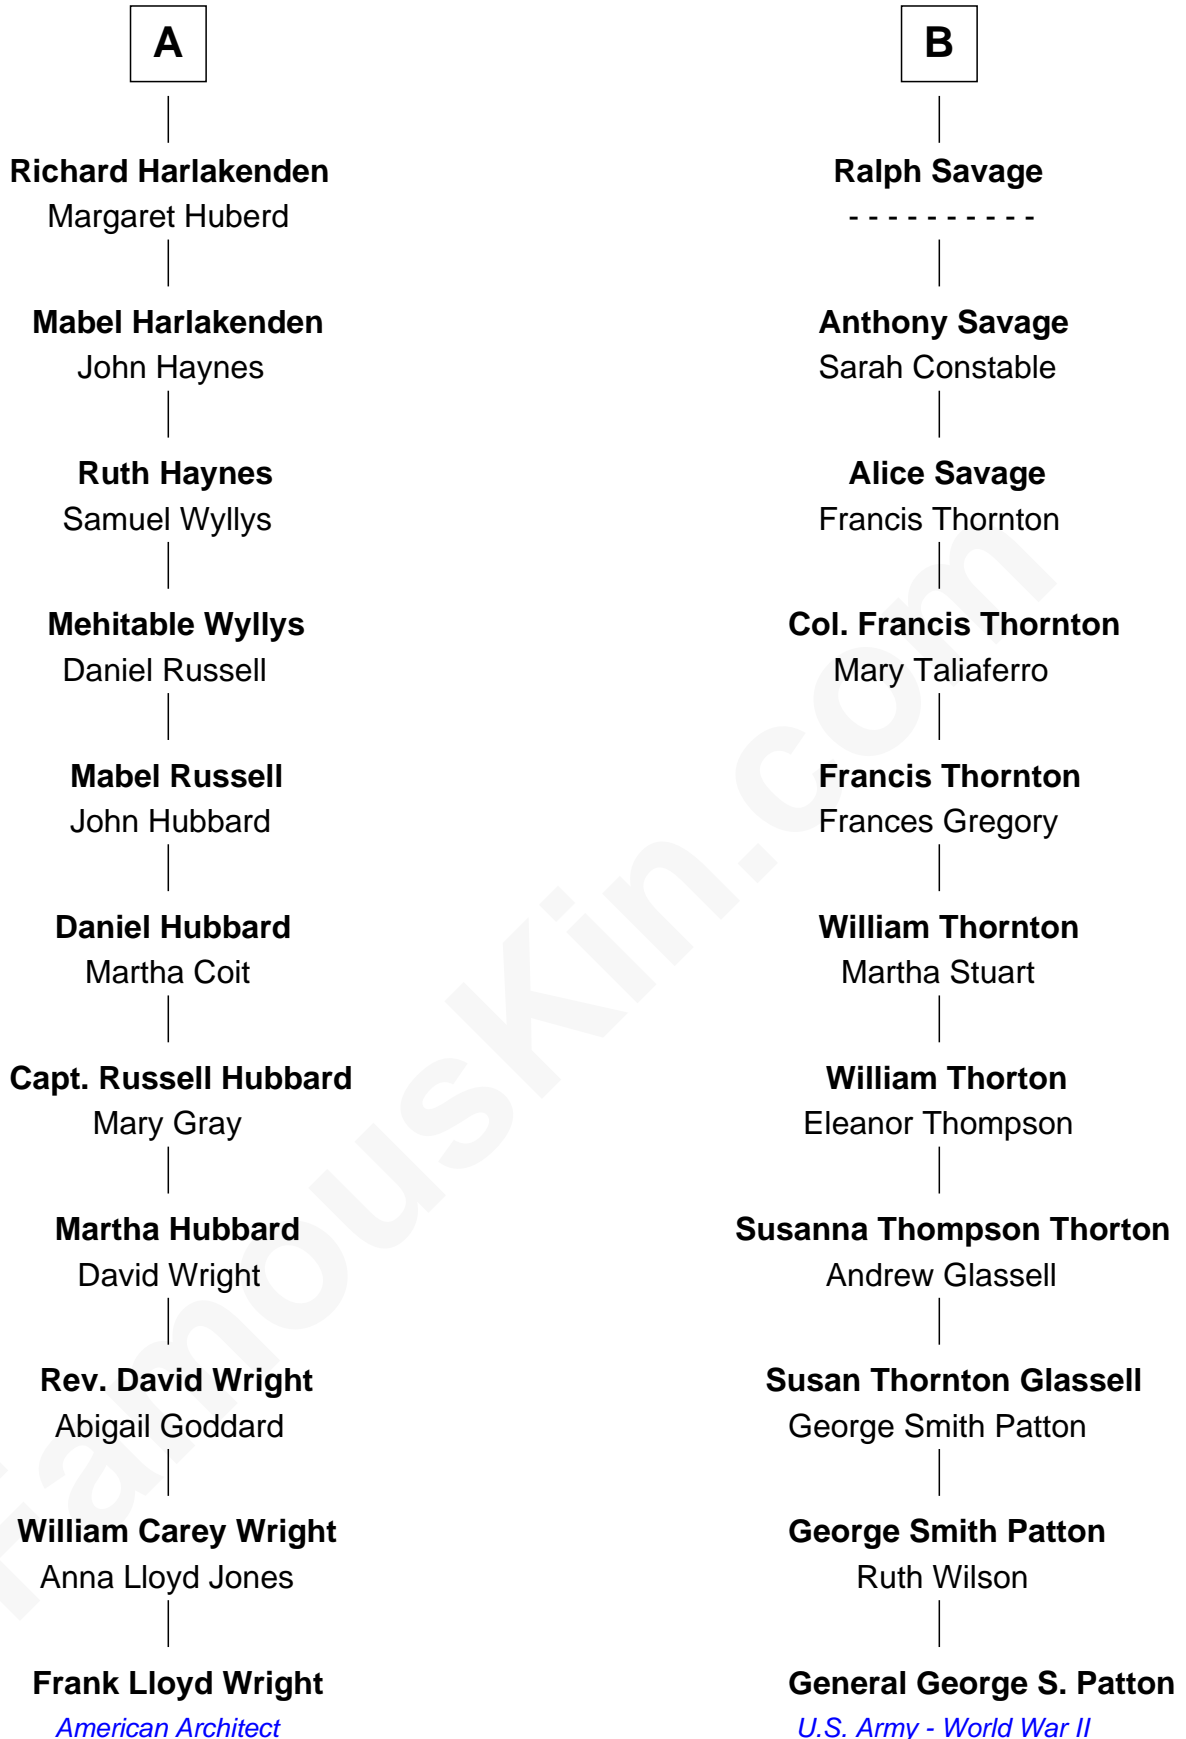 A
Richard Harlakenden
Margaret Huberd
Mabel Harlakenden
John Haynes
Ruth Haynes
Samuel Wyllys
Mehitable Wyllys
Daniel Russell
Mabel Russell
John Hubbard
Daniel Hubbard
Martha Coit
Capt. Russell Hubbard
Mary Gray
Martha Hubbard
David Wright
Rev. David Wright
Abigail Goddard
William Carey Wright
Anna Lloyd Jones
Frank Lloyd Wright
American Architect
B
Ralph Savage
- - - - - - - - - -
Anthony Savage
Sarah Constable
Alice Savage
Francis Thornton
Col. Francis Thornton
Mary Taliaferro
Francis Thornton
Frances Gregory
William Thornton
Martha Stuart
William Thorton
Eleanor Thompson
Susanna Thompson Thorton
Andrew Glassell
Susan Thornton Glassell
George Smith Patton
George Smith Patton
Ruth Wilson
General George S. Patton
U.S. Army - World War II
FamousKin.com